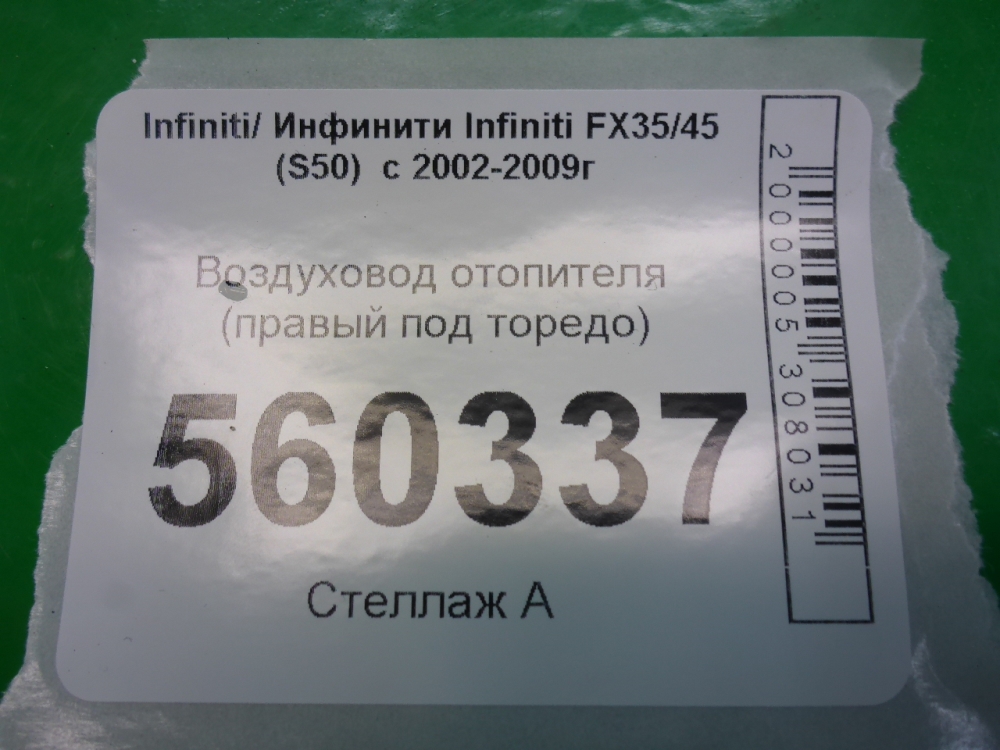 Infiniti/ Инфинити Infiniti FX35/45
(S50) с 2002-2009г
Воздуховод отопителя
(правый под торедо)
560337
Стеллаж А
2000005308031